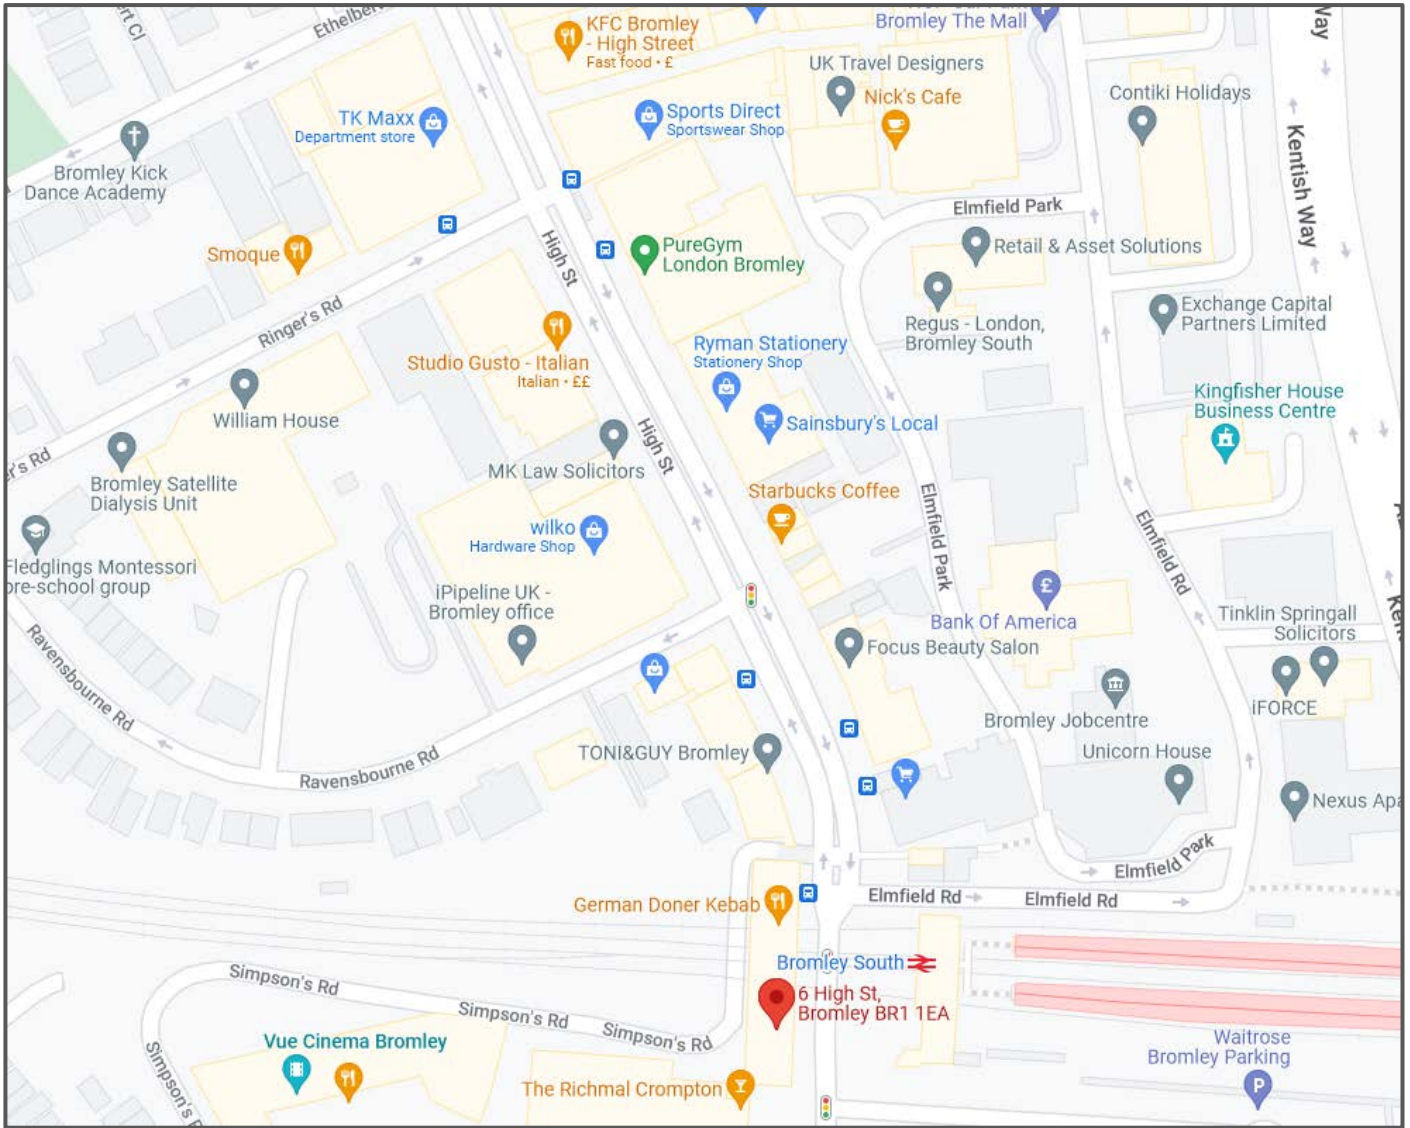 KFC Bromley
- High Street
Fast food • £
Bromley The Mall
UK Travel Designers
Nick's Cafe
Contiki Holidays
Way
TK Maxx
Department store
Sports Direct
Sportswear Shop
Bromley Kick
Dance Academy
Kentish Way
Elmfield Park
Smoque
High St
PureGym
London Bromley
Retail & Asset Solutions
Ringer's Rd
Regus - London,
Bromley South
Exchange Capital
Partners Limited
Studio Gusto - Italian
Italian • ££
Ryman Stationery
Stationery Shop
Kingfisher House
Business Centre
William House
Sainsbury's Local
High St
MK Law Solicitors
er's Rd
Bromley Satellite
Dialysis Unit
Starbucks Coffee
wilko
Hardware Shop
Elmfield Park
Elmfield Rd
Fledglings Montessori
pre-school group
iPipeline UK -
Bromley office
£
Bank Of America
Tinklin Springall
Solicitors
Ravensbourne Rd
Focus Beauty Salon
iFORCE
Bromley Jobcentre
Unicorn House
TONI&GUY Bromley
Ravensbourne Rd
Nexus Apa
Elmfield Park
German Doner Kebab
Elmfield Rd
Elmfield Rd
Bromley South
Simpson's Rd
6 High St,
Bromley BR1 1EA
Simpson's Rd
Simpson's Rd
Vue Cinema Bromley
Waitrose
Bromley Parking
P
The Richmal Crompton